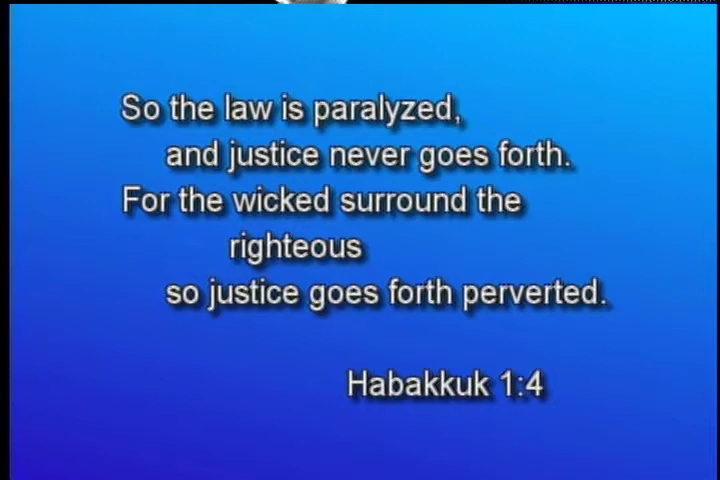 So the law is paralyzed,
and justice never goes forth.
For the wicked surround the
righteous
so justice goes forth perverted.
Habakkuk 1:4